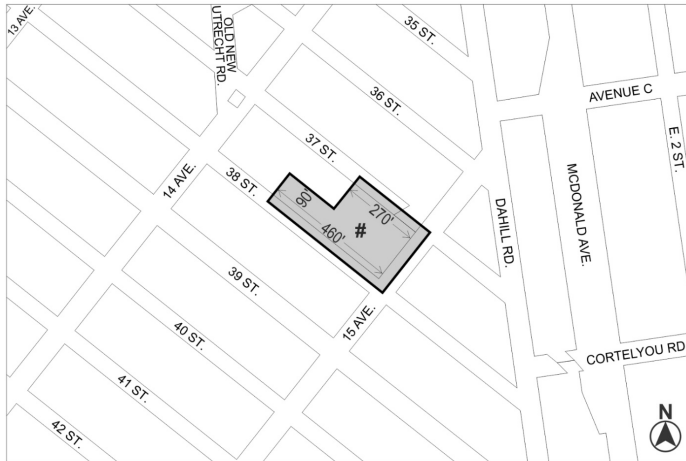 13 AVE.
OLD NEW
UTRECHT RD.
35 ST.
36 ST.
AVENUE C
E. 2 ST.
37 ST.
14 AVE.
38 ST.
90'
270'
460'
#
MCDONALD AVE.
DAHILL RD.
39 ST.
15 AVE.
40 ST.
CORTELYOU RD
41 ST.
42 ST.
N